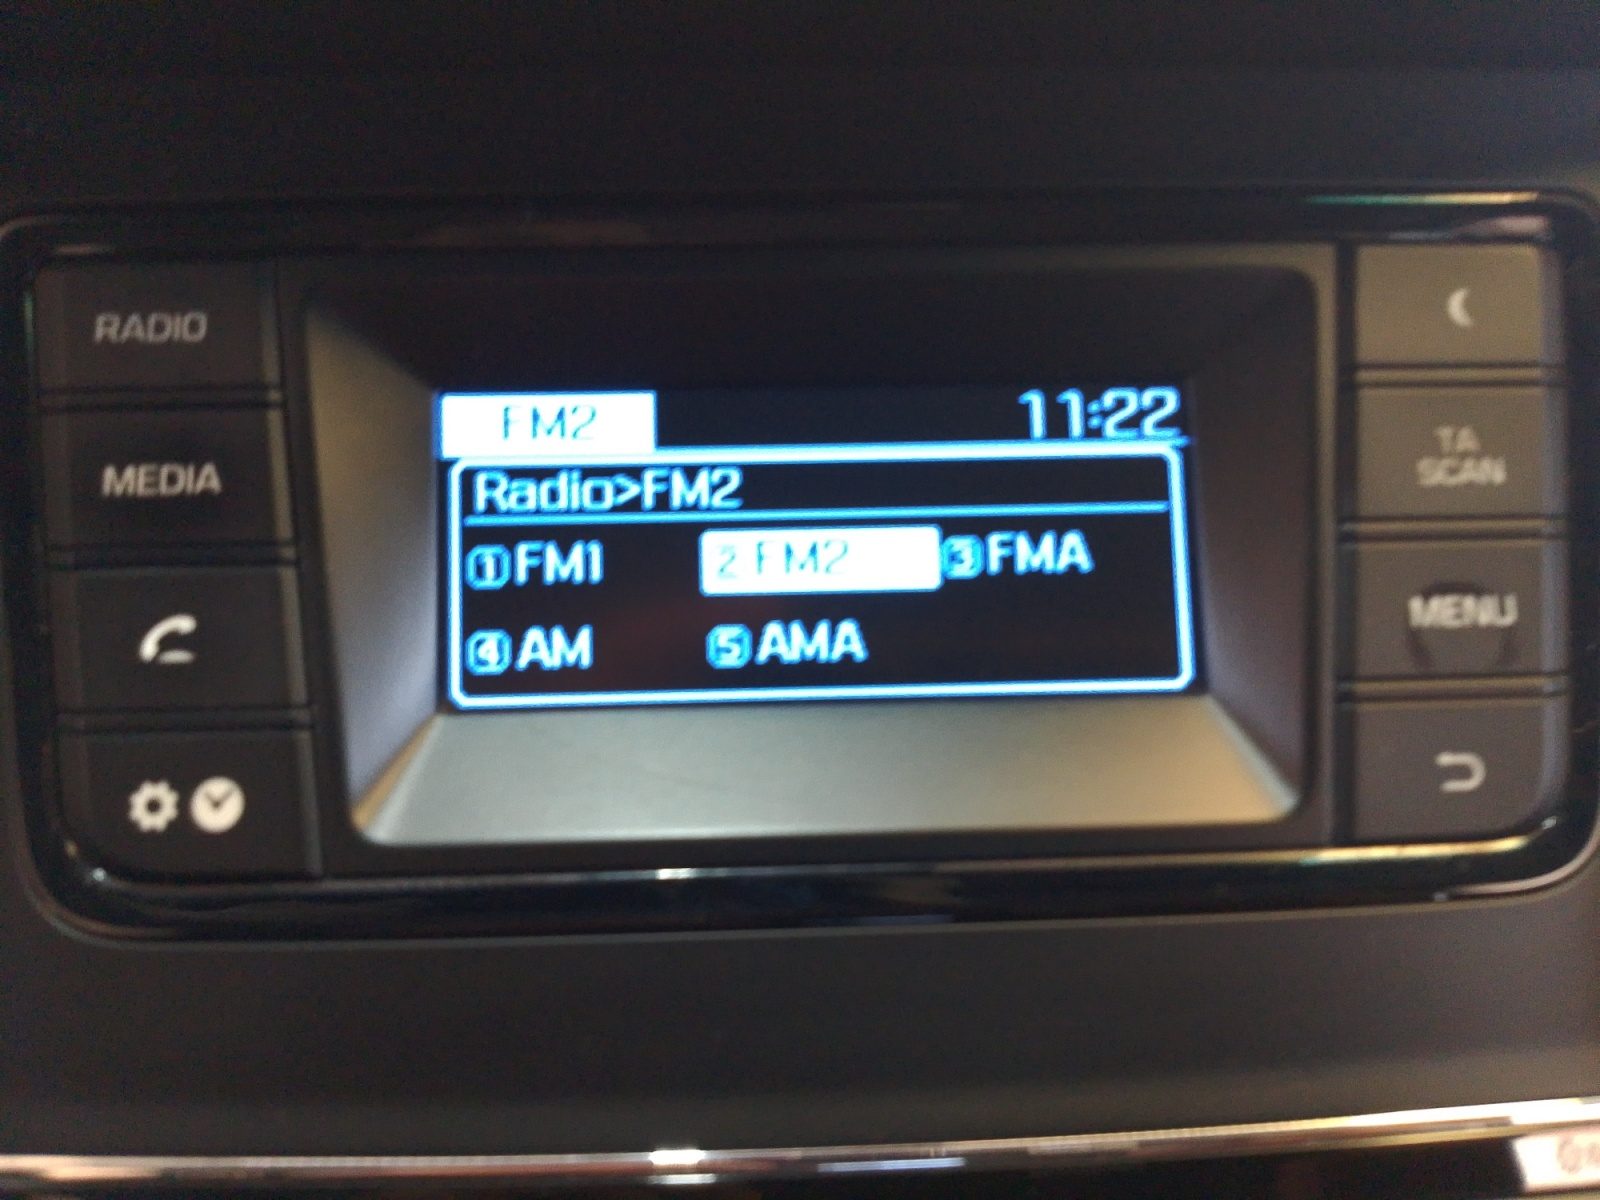 RADIO
MEDIA
FM2 11:22
Radio>FM2
1 FM1 2 FM2 3 FMA
4 AM 5 AMA
TA
SCAN
MENU